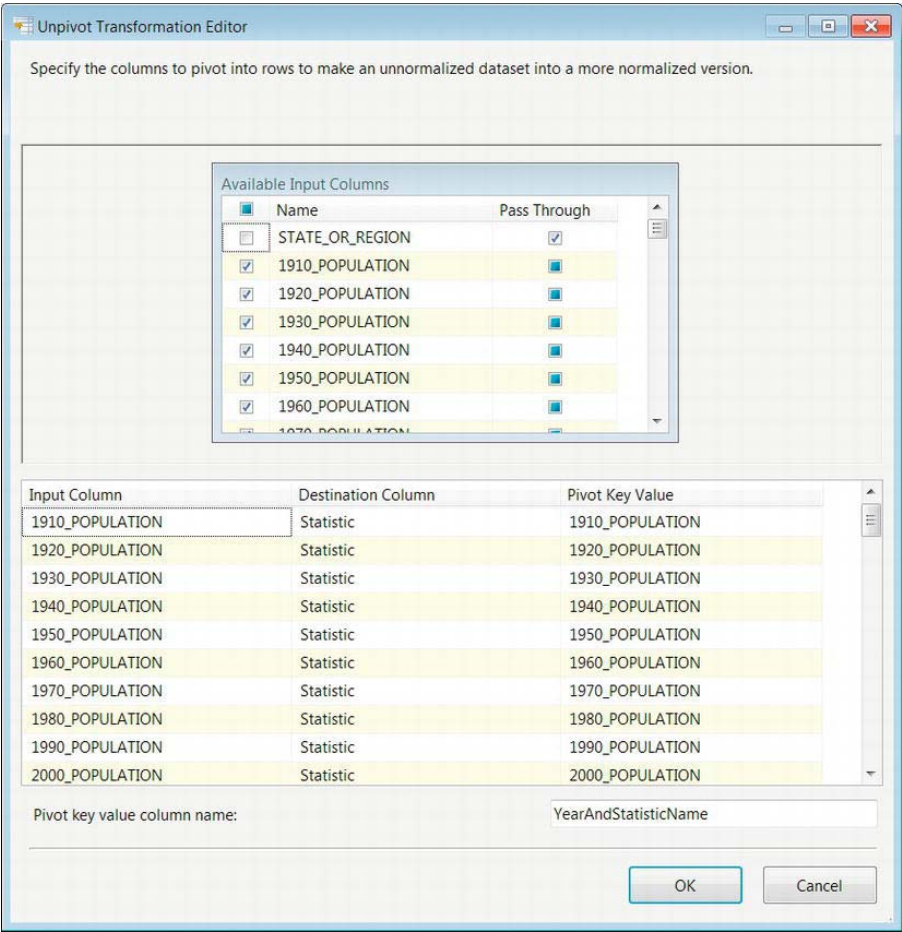 Unpivot Transformation Editor
Specify the columns to pivot into rows to make an unnormalized dataset into a more normalized version.
Available Input Columns
Name Pass Through
STATE_OR_REGION
1910_POPULATION
1920_POPULATION
1930_POPULATION
1940_POPULATION
1950_POPULATION
1960_POPULATION
1970_POPULATION
Input Column Destination Column Pivot Key Value
1910_POPULATION Statistic 1910_POPULATION
1920_POPULATION Statistic 1920_POPULATION
1930_POPULATION Statistic 1930_POPULATION
1940_POPULATION Statistic 1940_POPULATION
1950_POPULATION Statistic 1950_POPULATION
1960_POPULATION Statistic 1960_POPULATION
1970_POPULATION Statistic 1970_POPULATION
1980_POPULATION Statistic 1980_POPULATION
1990_POPULATION Statistic 1990_POPULATION
2000_POPULATION Statistic 2000_POPULATION
Pivot key value column name: YearAndStatisticName
OK Cancel